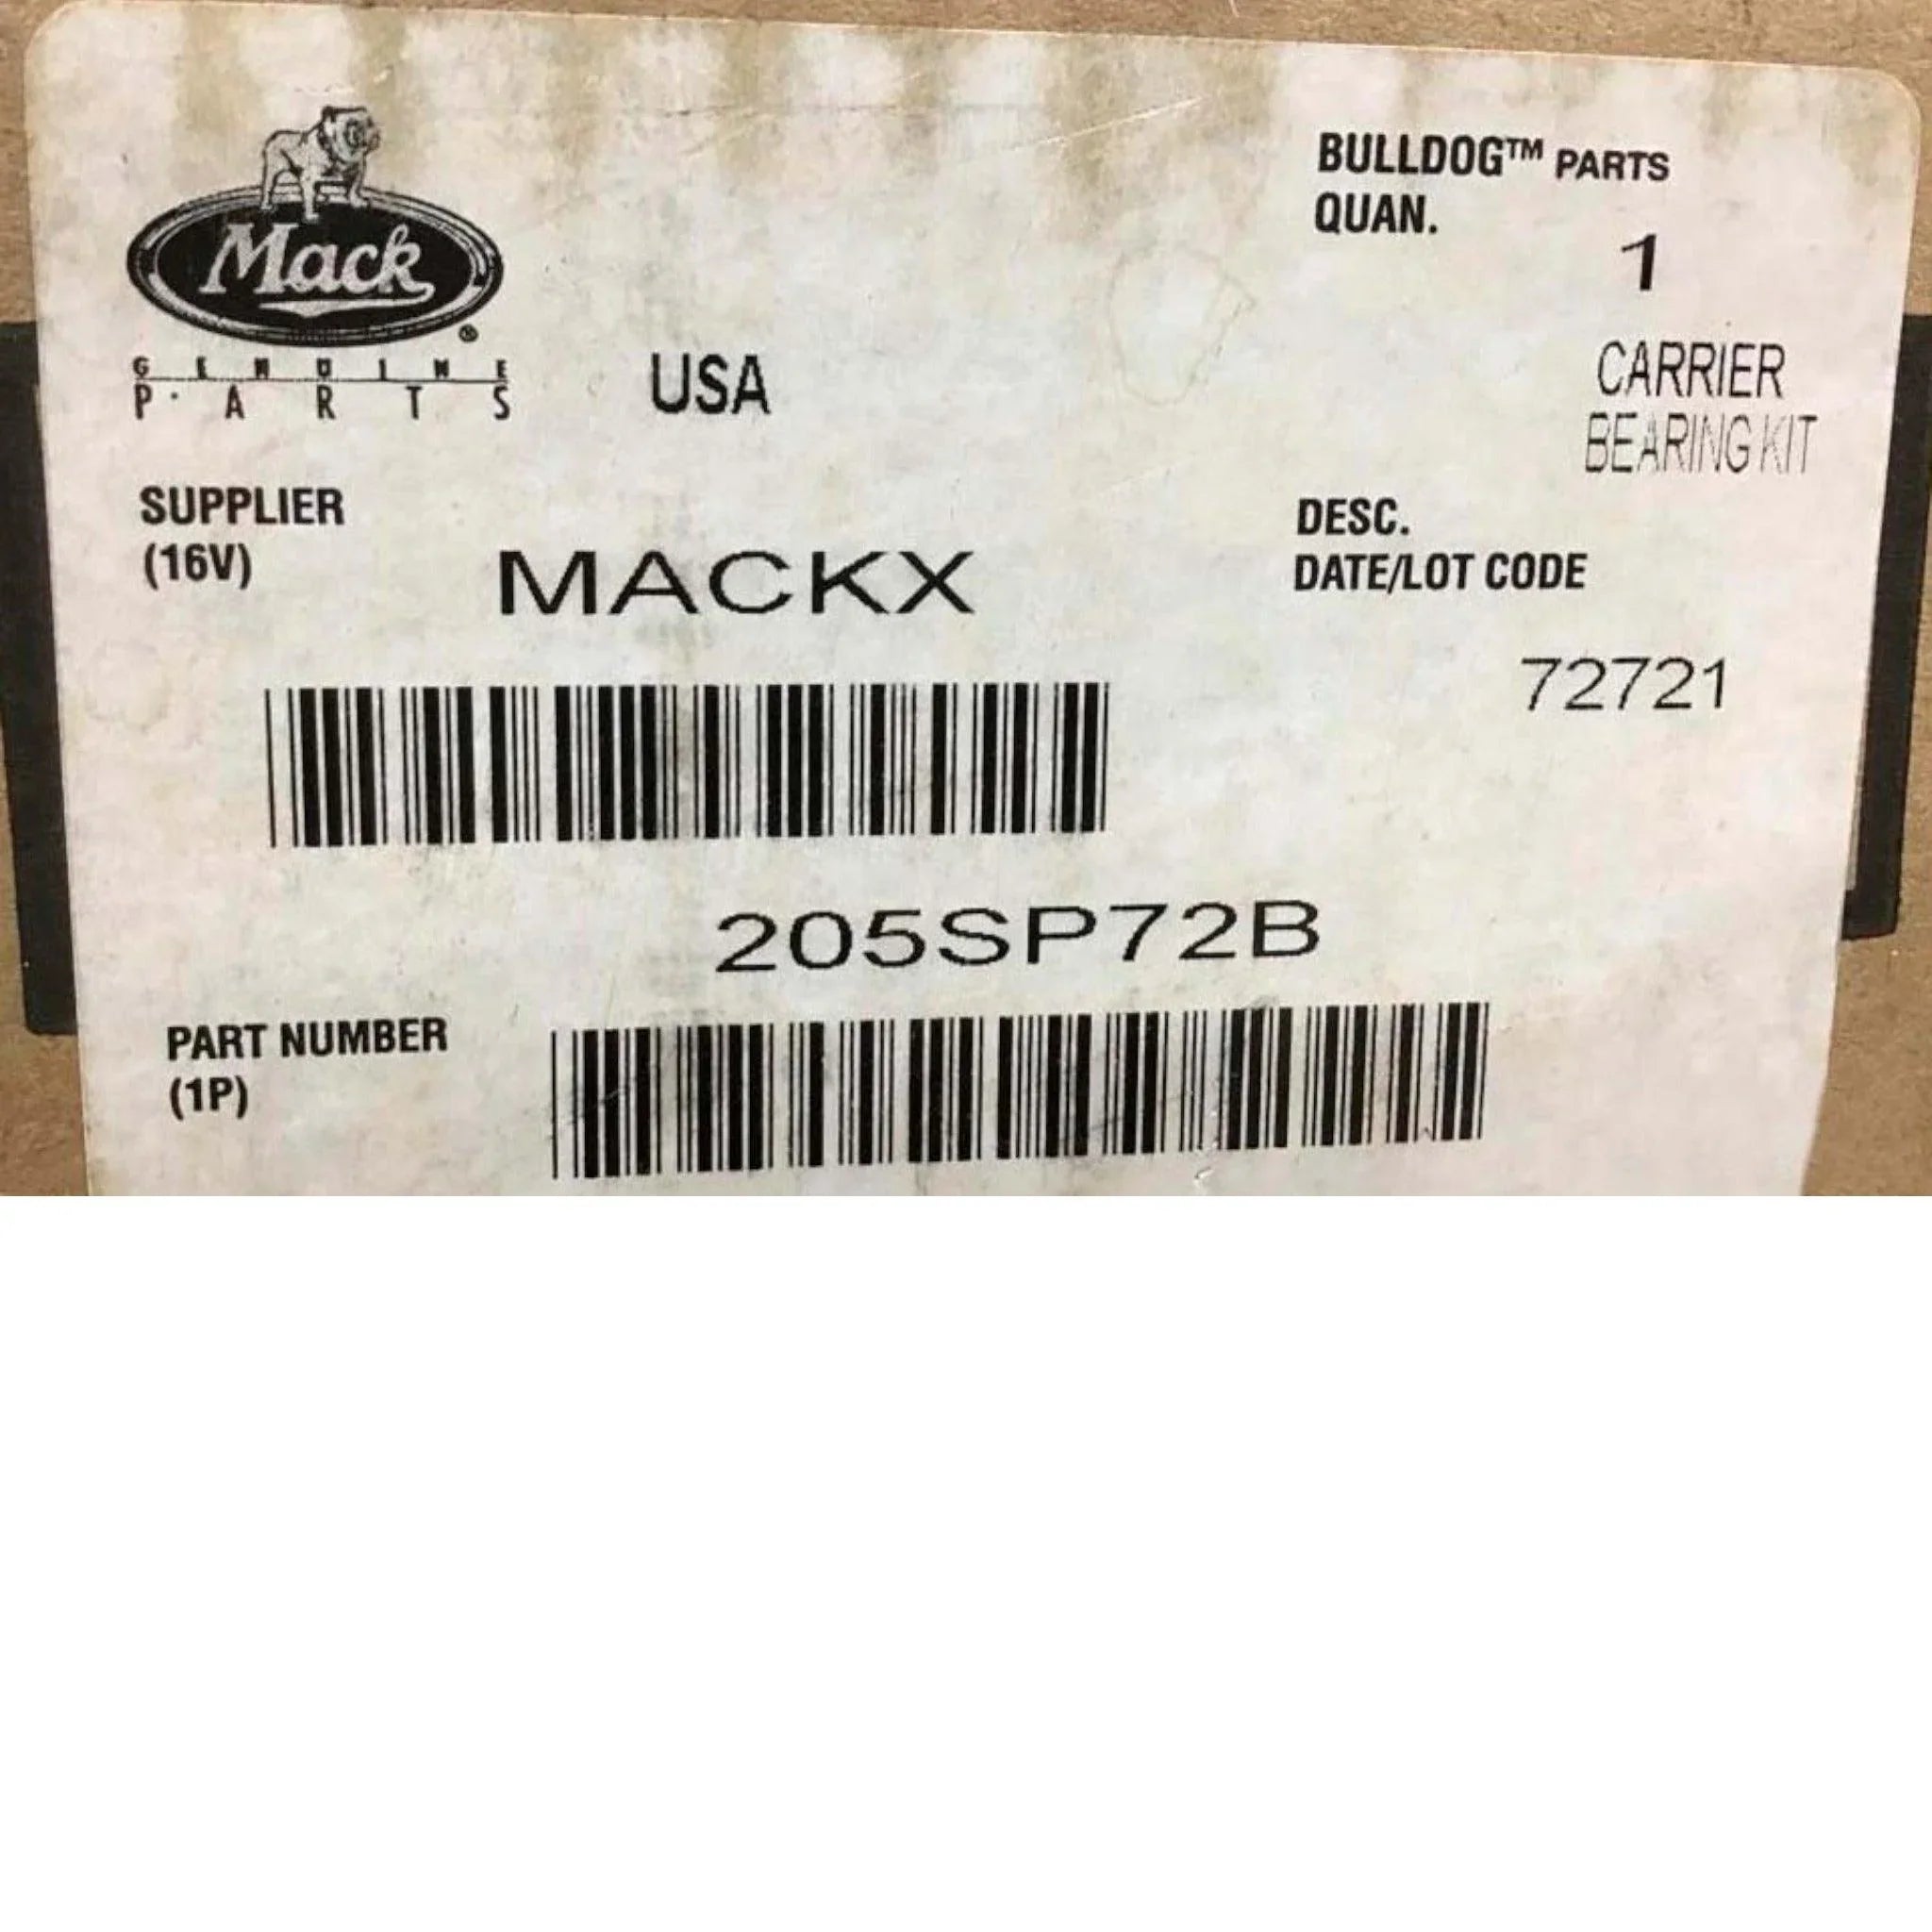 Mack®
GENUINE
PARTS
USA
BULLDOG™ PARTS
QUAN.
1
CARRIER
BEARING KIT
SUPPLIER
(16V)
MACKX
DESC.
DATE/LOT CODE
72721
205SP72B
PART NUMBER
(1P)